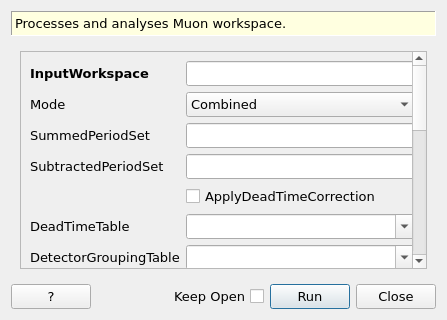 Processes and analyses Muon workspace.
InputWorkspace
Mode Combined
SummedPeriodSet
SubtractedPeriodSet
ApplyDeadTimeCorrection
DeadTimeTable
DetectorGroupingTable
? Keep Open Run Close